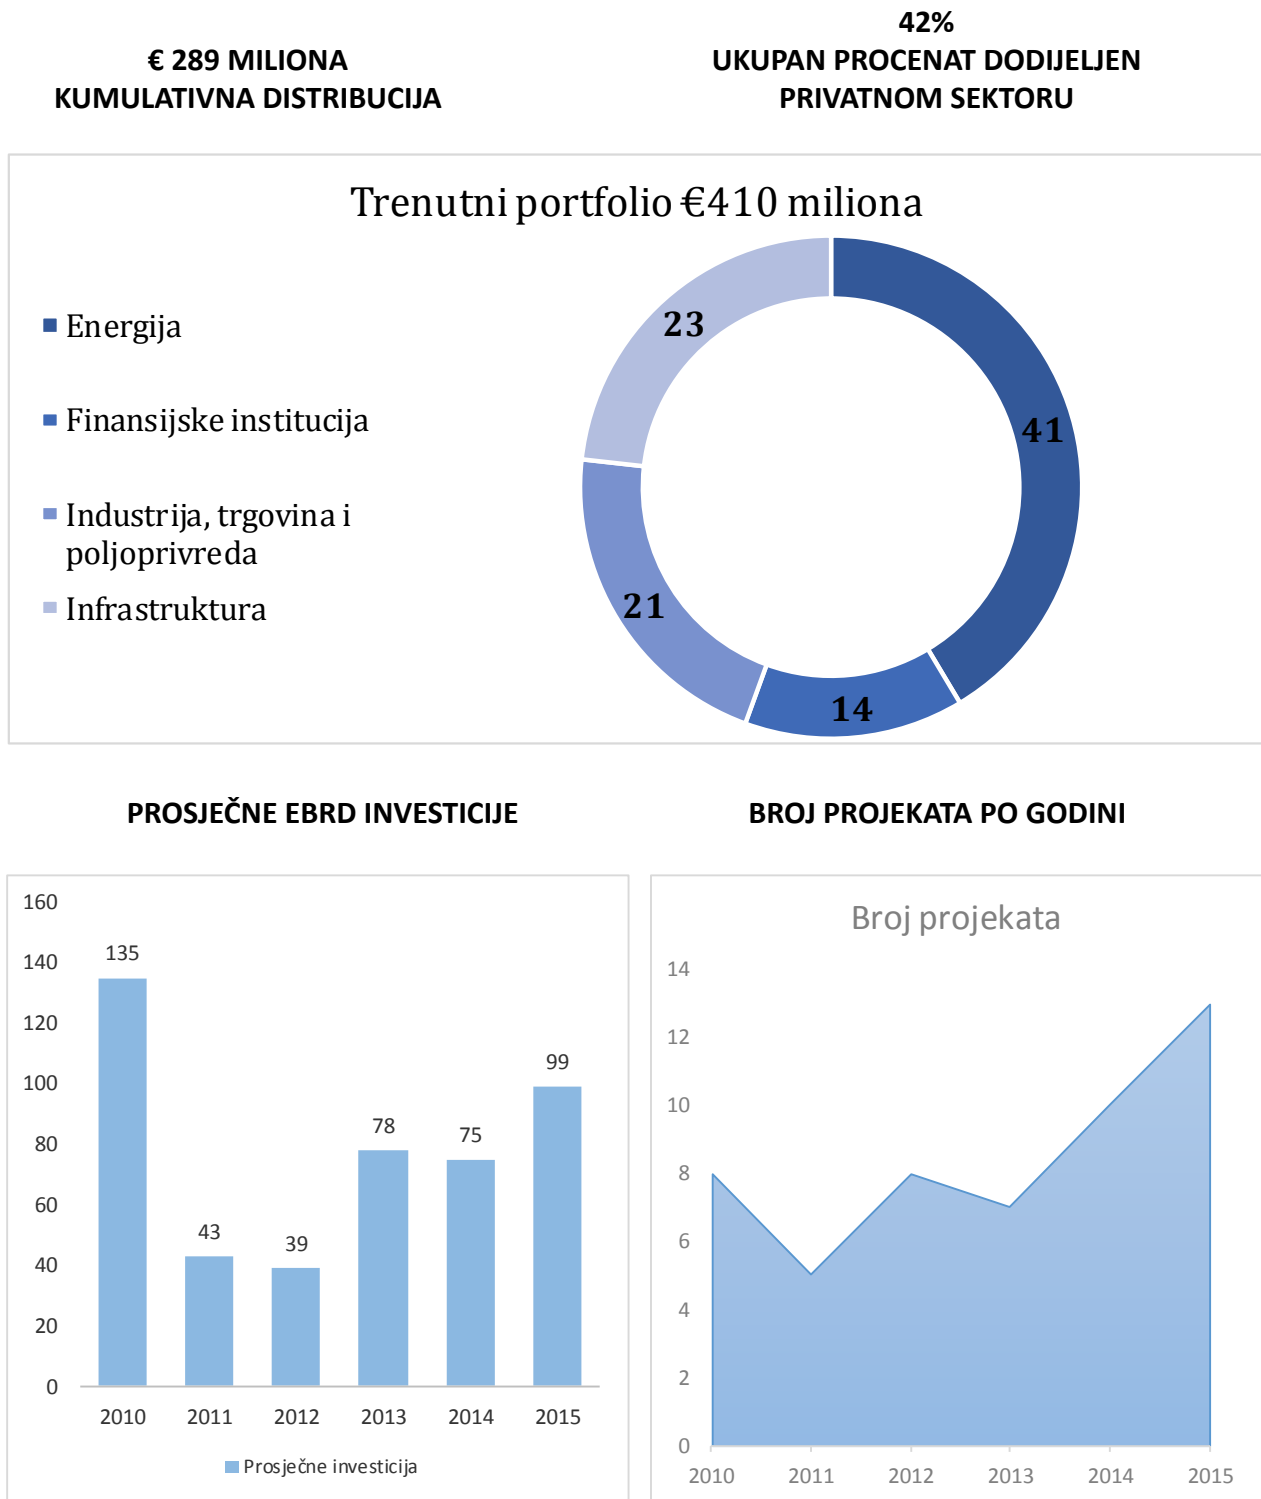 € 289 MILIONA
KUMULATIVNA DISTRIBUCIJA
42%
UKUPAN PROCENAT DODIJELJEN
PRIVATNOM SEKTORU
Trenutni portfolio €410 miliona
Energija
Finansijske institucija
Industrija, trgovina i
poljoprivreda
Infrastruktura
23
41
21
14
PROSJEČNE EBRD INVESTICIJE
160
140
120
100
80
60
40
20
0
135
43
39
78
75
99
2010 2011 2012 2013 2014 2015
Prosječne investicija
BROJ PROJEKATA PO GODINI
Broj projekata
14
12
10
8
6
4
2
0
2010 2011 2012 2013 2014 2015